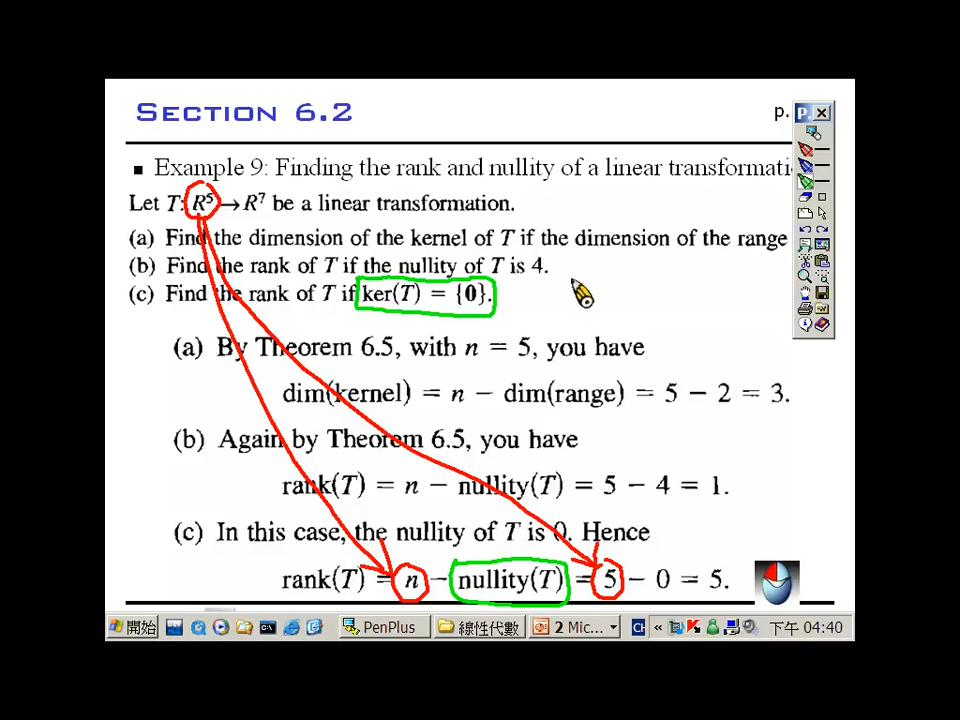 SECTION 6.2
p.
P.
Example 9: Finding the rank and nullity of a linear transformati
Let T: R⁵→R⁷ be a linear transformation.
(a) Find the dimension of the kernel of T if the dimension of the range
(b) Find the rank of T if the nullity of T is 4.
(c) Find the rank of T if ker(T) = {0}.
(a) By Theorem 6.5, with n = 5, you have
dim(kernel) = n − dim(range) = 5 − 2 = 3.
(b) Again by Theorem 6.5, you have
rank(T) = n − nullity(T) = 5 − 4 = 1.
(c) In this case, the nullity of T is 0. Hence
rank(T) = n − nullity(T) = 5 − 0 = 5.
開始 PenPlus 線性代數 2 Mic... CH « 下午 04:40